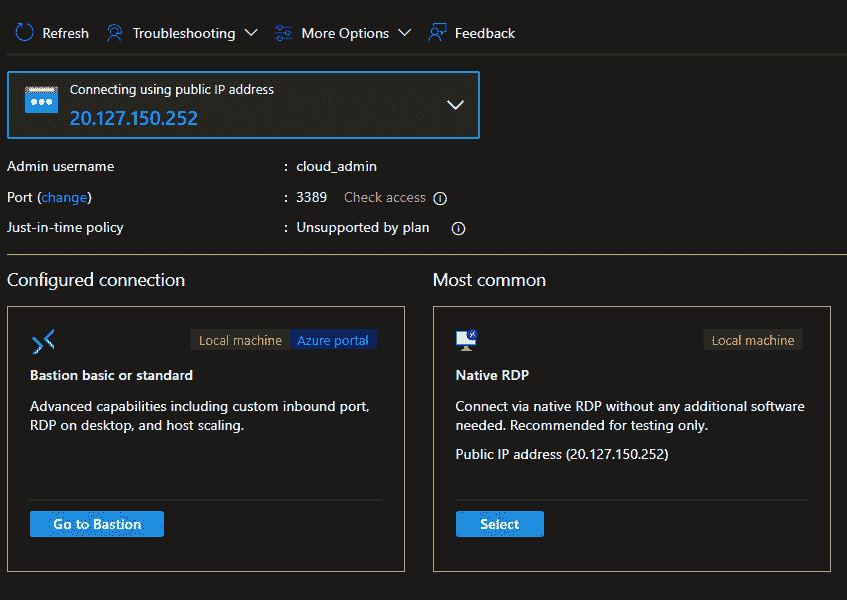 Refresh Troubleshooting More Options Feedback
Connecting using public IP address
20.127.150.252
Admin username : cloud_admin
Port (change) : 3389 Check access
Just-in-time policy : Unsupported by plan
Configured connection
Local machine Azure portal
Bastion basic or standard
Advanced capabilities including custom inbound port,
RDP on desktop, and host scaling.
Go to Bastion
Most common
Local machine
Native RDP
Connect via native RDP without any additional software
needed. Recommended for testing only.
Public IP address (20.127.150.252)
Select